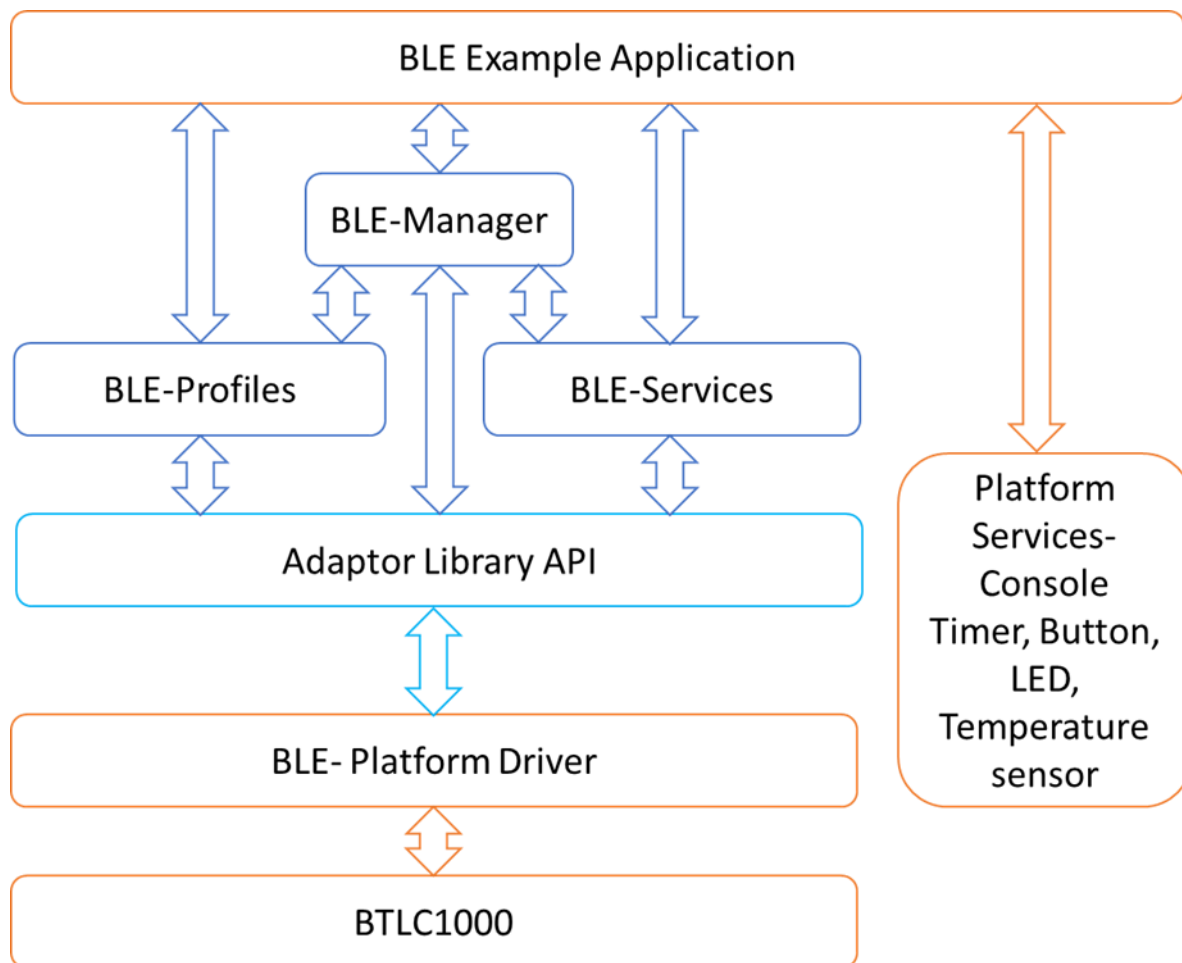 BLE Example Application
BLE-Manager
BLE-Profiles
BLE-Services
Adaptor Library API
Platform
Services-
Console
Timer, Button,
LED,
Temperature
sensor
BLE- Platform Driver
BTLC1000